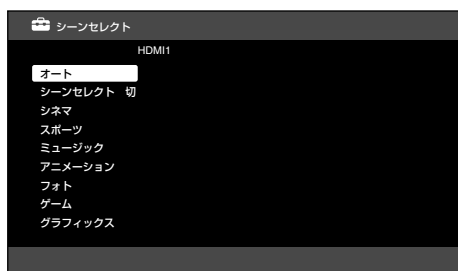 シーンセレクト
HDMI1
オート
シーンセレクト 切
シネマ
スポーツ
ミュージック
アニメーション
フォト
ゲーム
グラフィックス